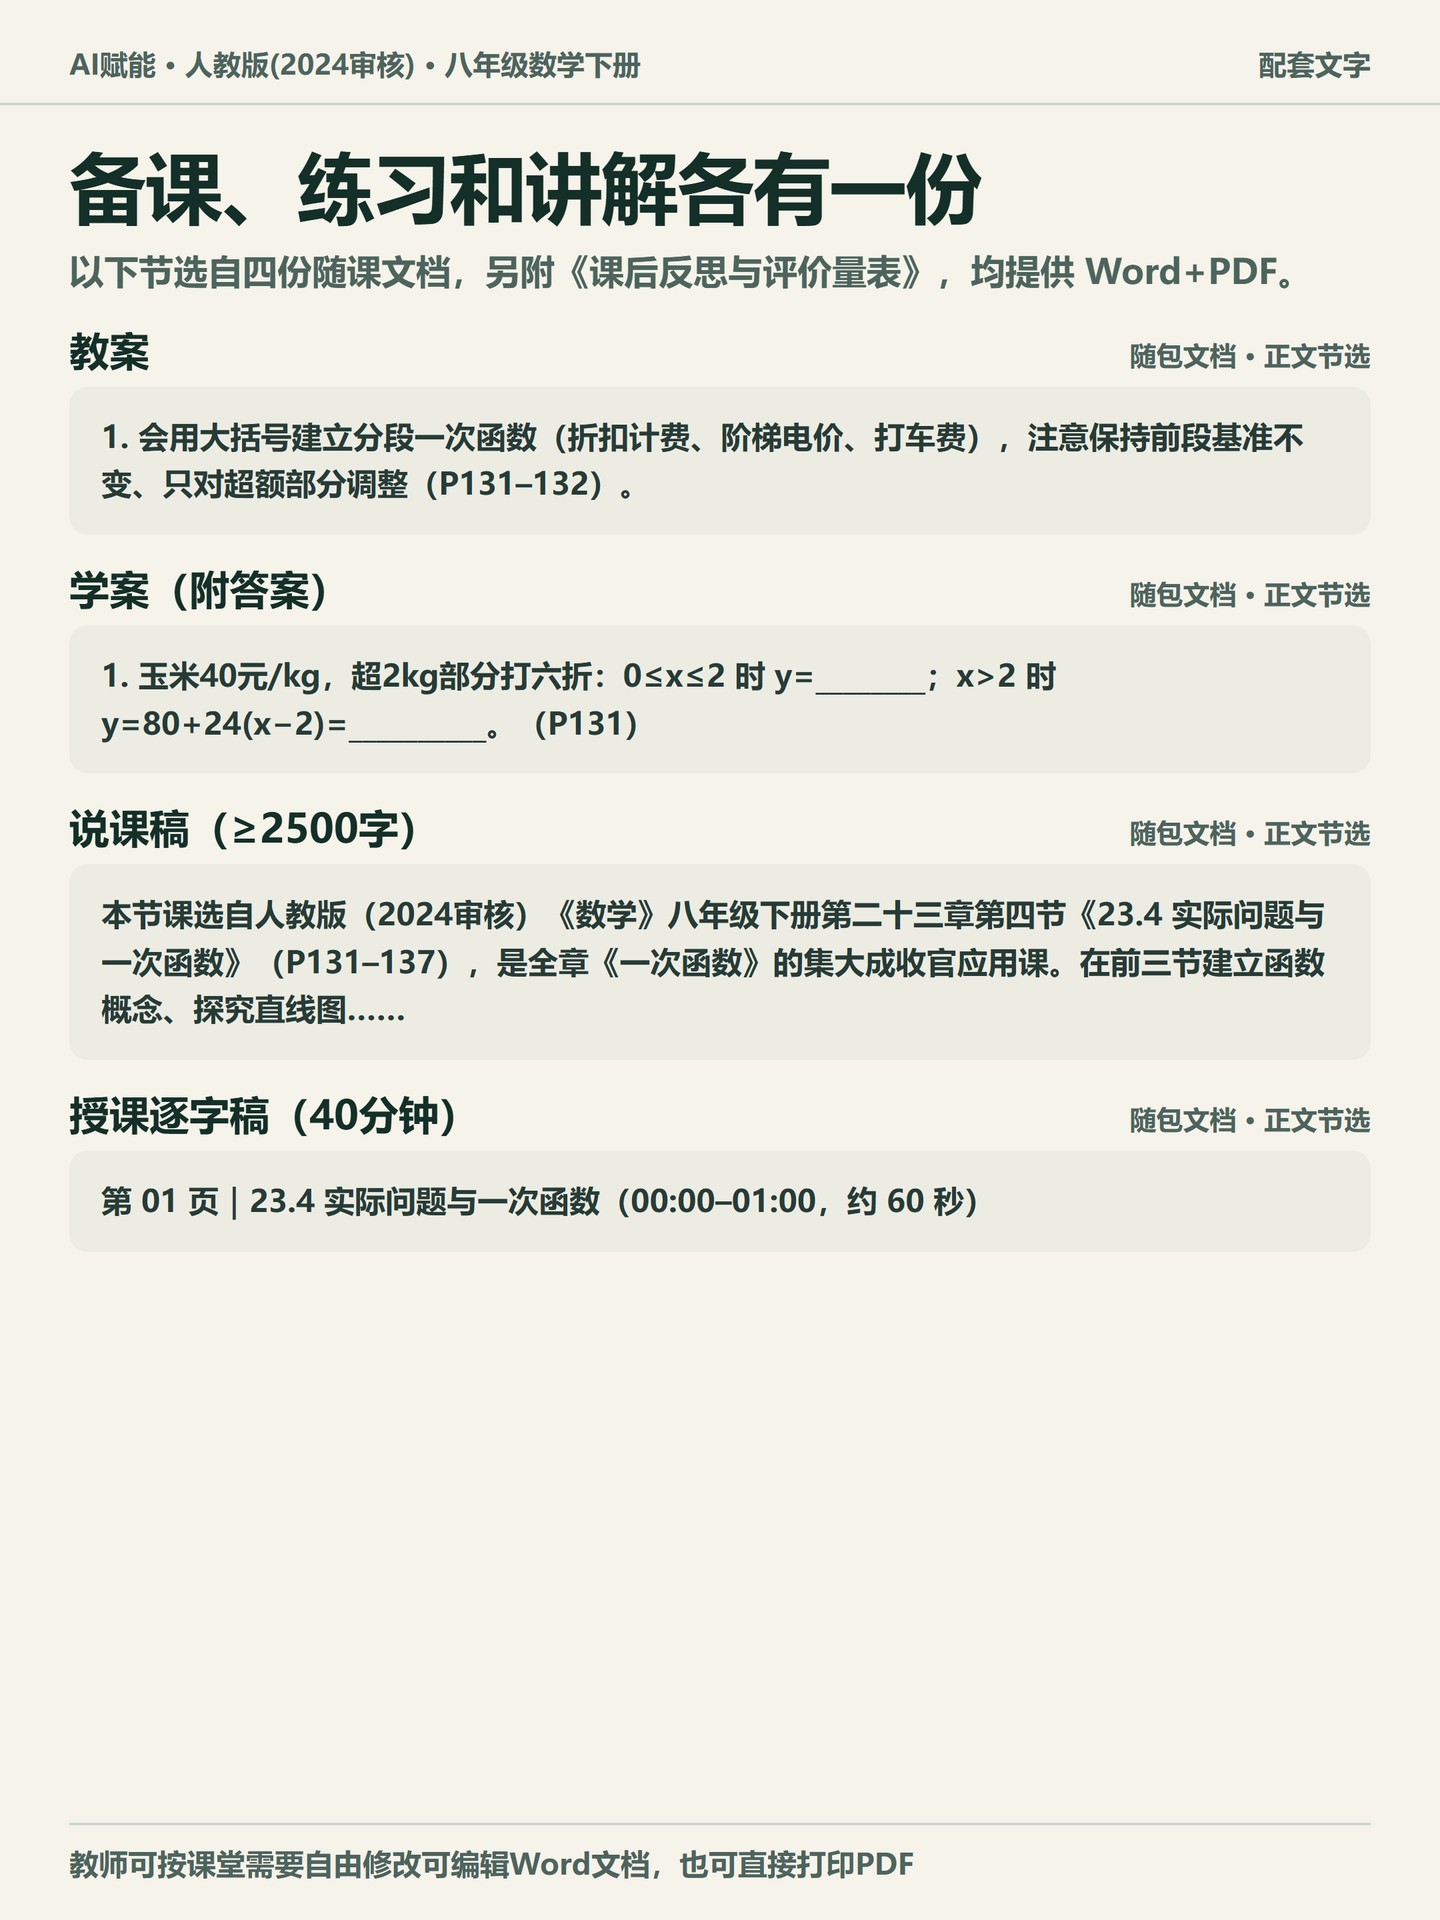 AI赋能 • 人教版(2024审核) • 八年级数学下册
配套文字
备课、练习和讲解各有一份
以下节选自四份随课文档，另附《课后反思与评价量表》，均提供 Word+PDF。
教案
随包文档 • 正文节选
1. 会用大括号建立分段一次函数（折扣计费、阶梯电价、打车费），注意保持前段基准不
变、只对超额部分调整（P131–132）。
学案（附答案）
随包文档 • 正文节选
1. 玉米40元/kg，超2kg部分打六折：0≤x≤2 时 y=________；x>2 时
y=80+24(x−2)=__________。（P131）
说课稿（≥2500字）
随包文档 • 正文节选
本节课选自人教版（2024审核）《数学》八年级下册第二十三章第四节《23.4 实际问题与
一次函数》（P131–137），是全章《一次函数》的集大成收官应用课。在前三节建立函数
概念、探究直线图……
授课逐字稿（40分钟）
随包文档 • 正文节选
第 01 页｜23.4 实际问题与一次函数（00:00–01:00，约 60 秒）
教师可按课堂需要自由修改可编辑Word文档，也可直接打印PDF